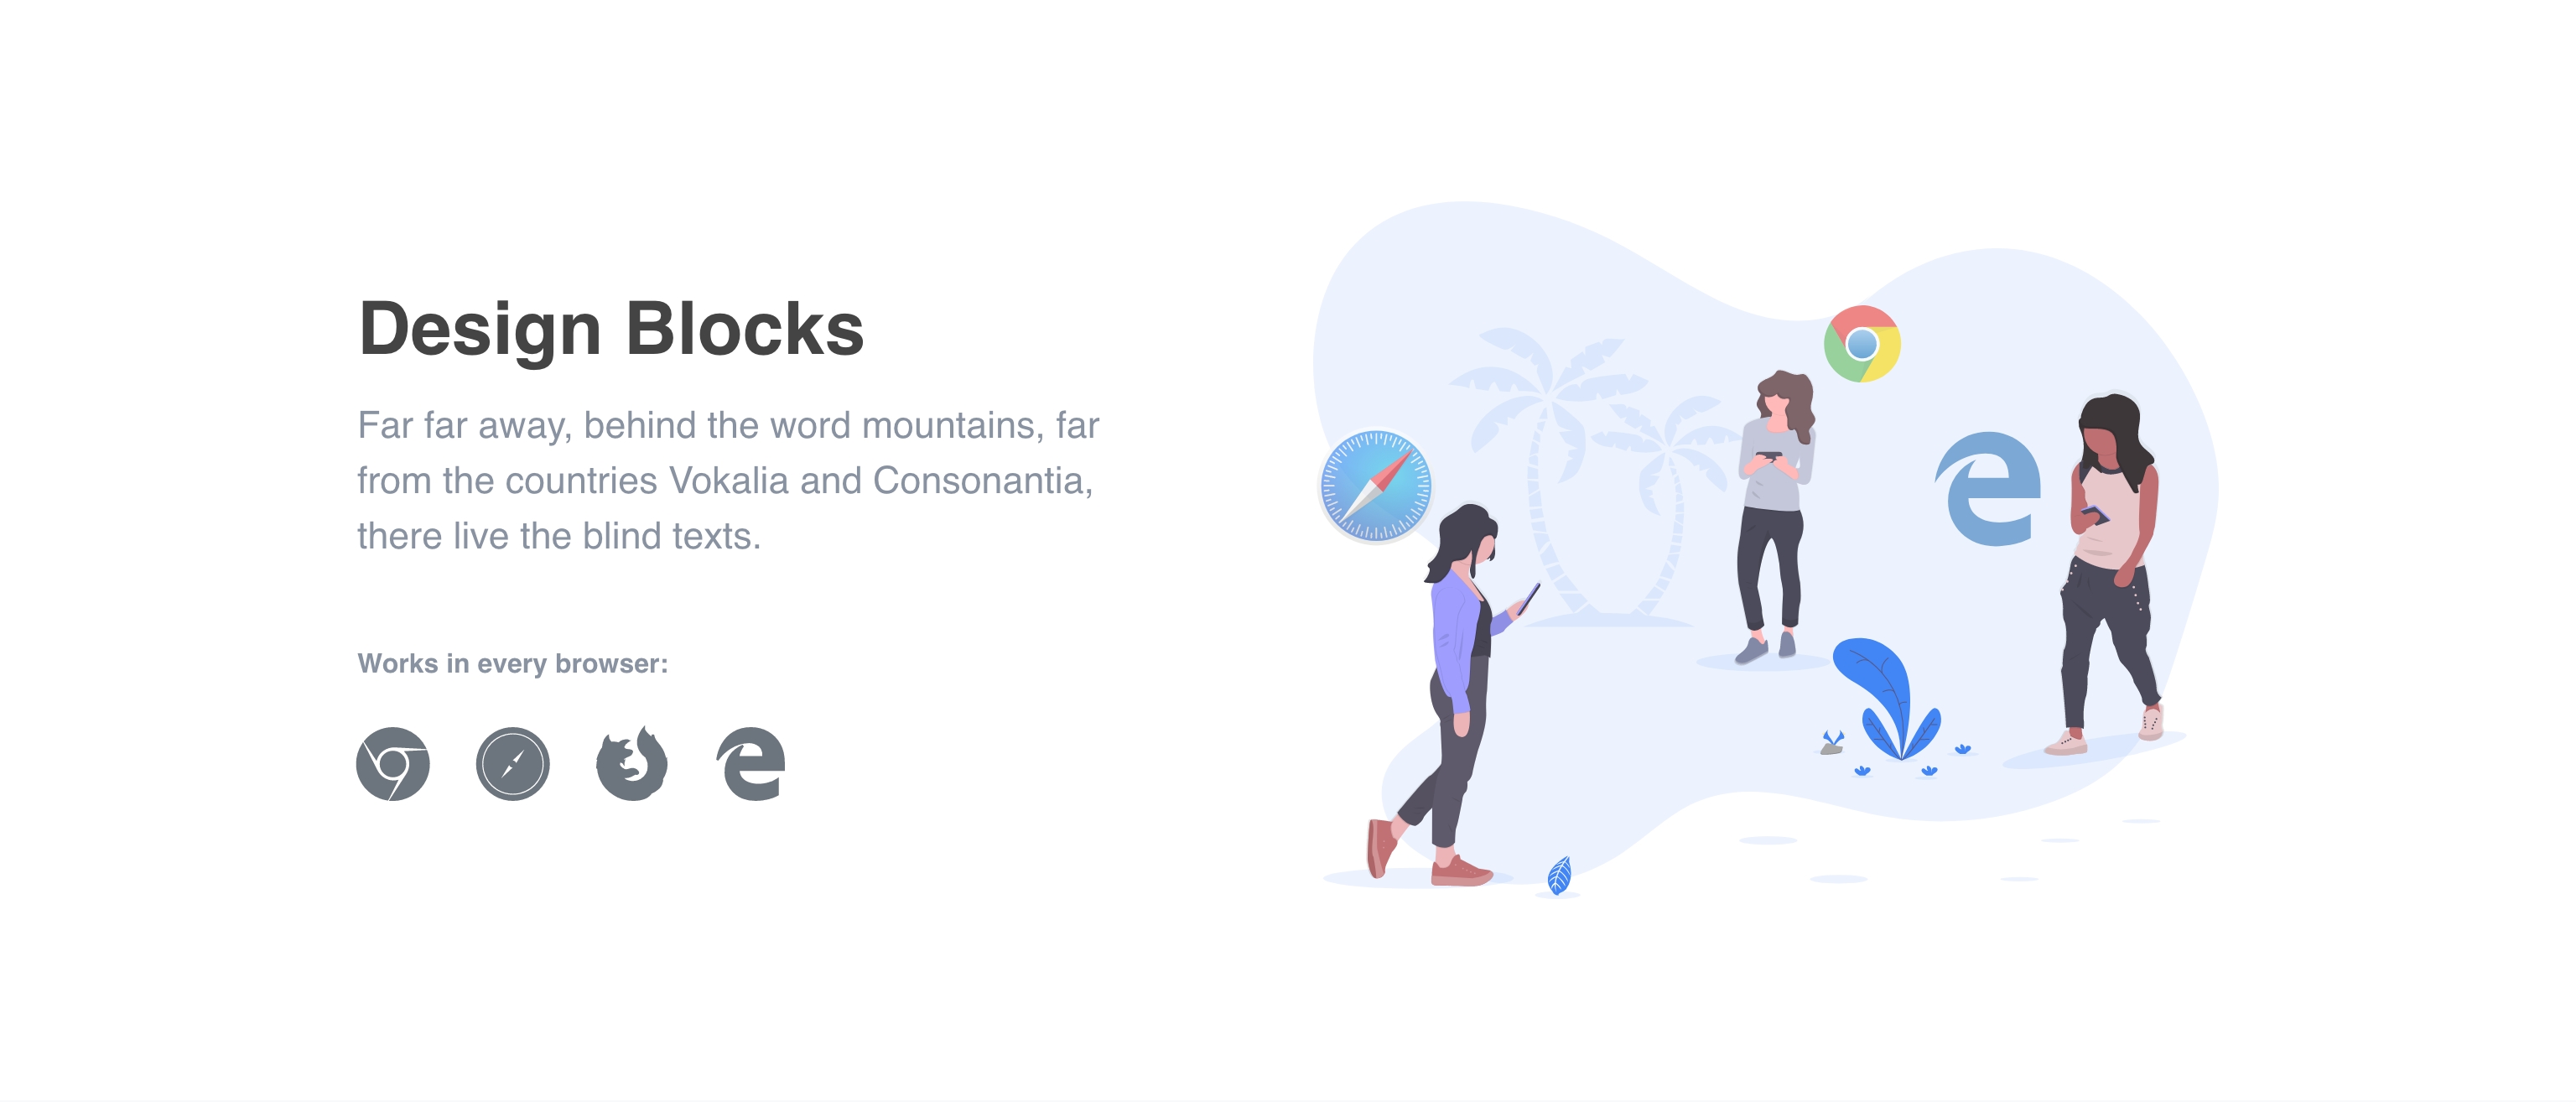 Design Blocks
Far far away, behind the word mountains, far
from the countries Vokalia and Consonantia,
there live the blind texts.
Works in every browser: